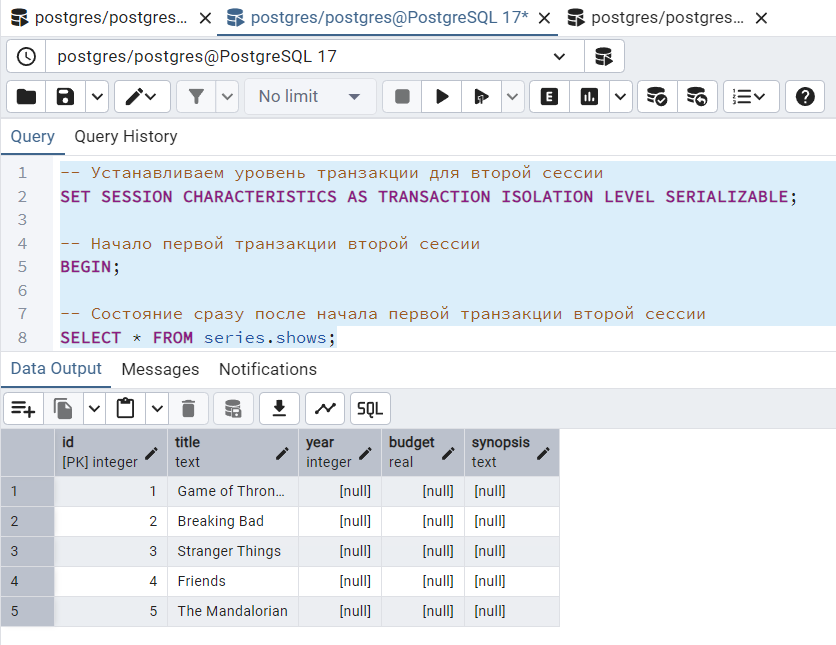 postgres/postgres... postgres/postgres@PostgreSQL 17* postgres/postgres...
postgres/postgres@PostgreSQL 17
No limit E
Query Query History
1 -- Устанавливаем уровень транзакции для второй сессии
2 SET SESSION CHARACTERISTICS AS TRANSACTION ISOLATION LEVEL SERIALIZABLE;
3
4 -- Начало первой транзакции второй сессии
5 BEGIN;
6
7 -- Состояние сразу после начала первой транзакции второй сессии
8 SELECT * FROM series.shows;
Data Output Messages Notifications
SQL
id title year budget synopsis
[PK] integer text integer real text
1 1 Game of Thron... [null] [null] [null]
2 2 Breaking Bad [null] [null] [null]
3 3 Stranger Things [null] [null] [null]
4 4 Friends [null] [null] [null]
5 5 The Mandalorian [null] [null] [null]